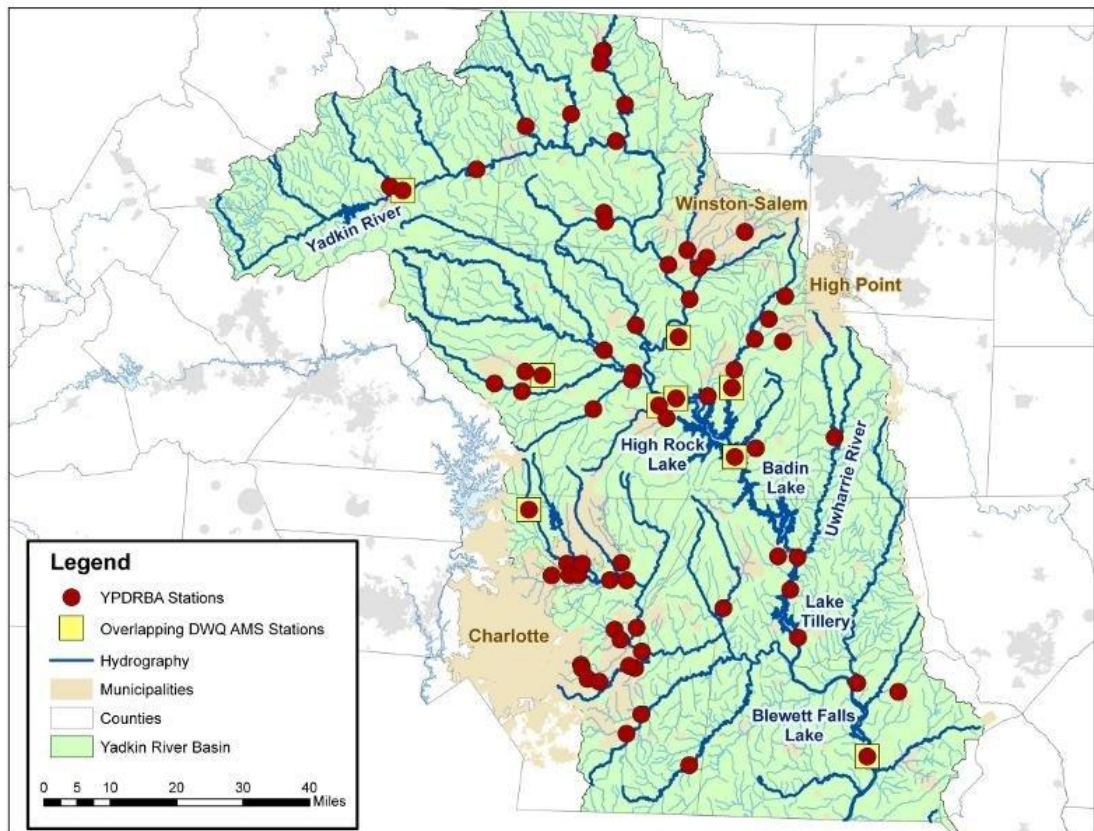 Winston-Salem
Yadkin River
High Point
High Rock
Lake
Badin
Lake
Uwharrie River
Charlotte
Lake
Tillery
Blewett Falls
Lake
Legend
YPDRBA Stations
Overlapping DWQ AMS Stations
Hydrography
Municipalities
Counties
Yadkin River Basin
0 5 10 20 30 40
Miles